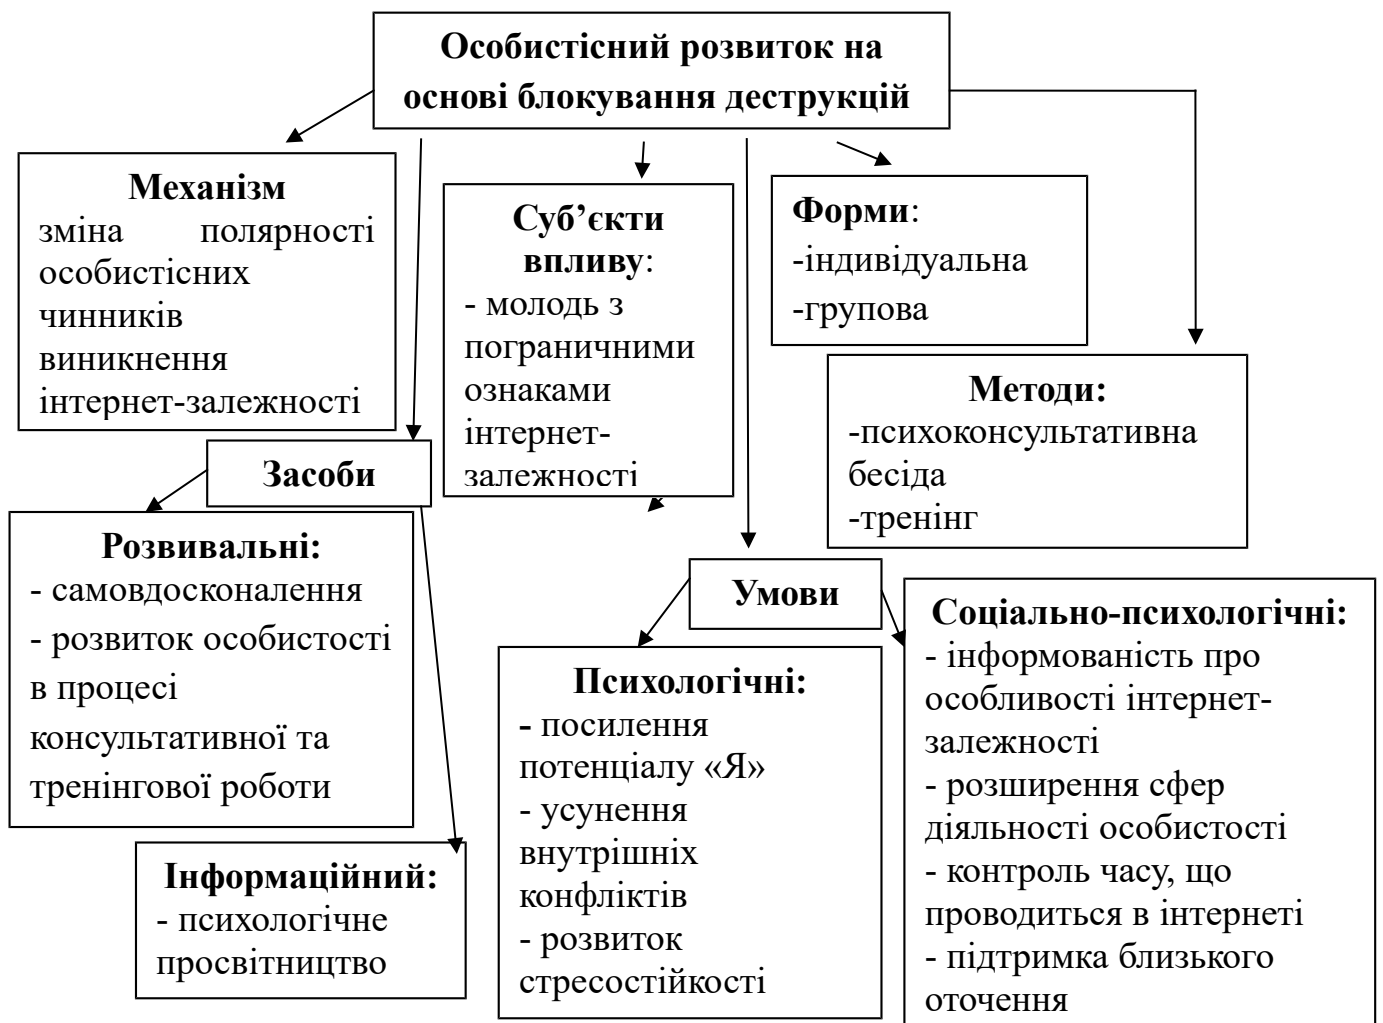 Особистісний розвиток на
основі блокування деструкцій
Механізм
зміна полярності
особистісних
чинників
виникнення
інтернет-залежності
Суб’єкти
впливу:
- молодь з
пограничними
ознаками
інтернет-
залежності
Форми:
-індивідуальна
-групова
Методи:
-психоконсультативна
бесіда
-тренінг
Засоби
Розвивальні:
- самовдосконалення
- розвиток особистості
в процесі
консультативної та
тренінгової роботи
Інформаційний:
- психологічне
просвітництво
Умови
Психологічні:
- посилення
потенціалу «Я»
- усунення
внутрішніх
конфліктів
- розвиток
стресостійкості
Соціально-психологічні:
- інформованість про
особливості інтернет-
залежності
- розширення сфер
діяльності особистості
- контроль часу, що
проводиться в інтернеті
- підтримка близького
оточення